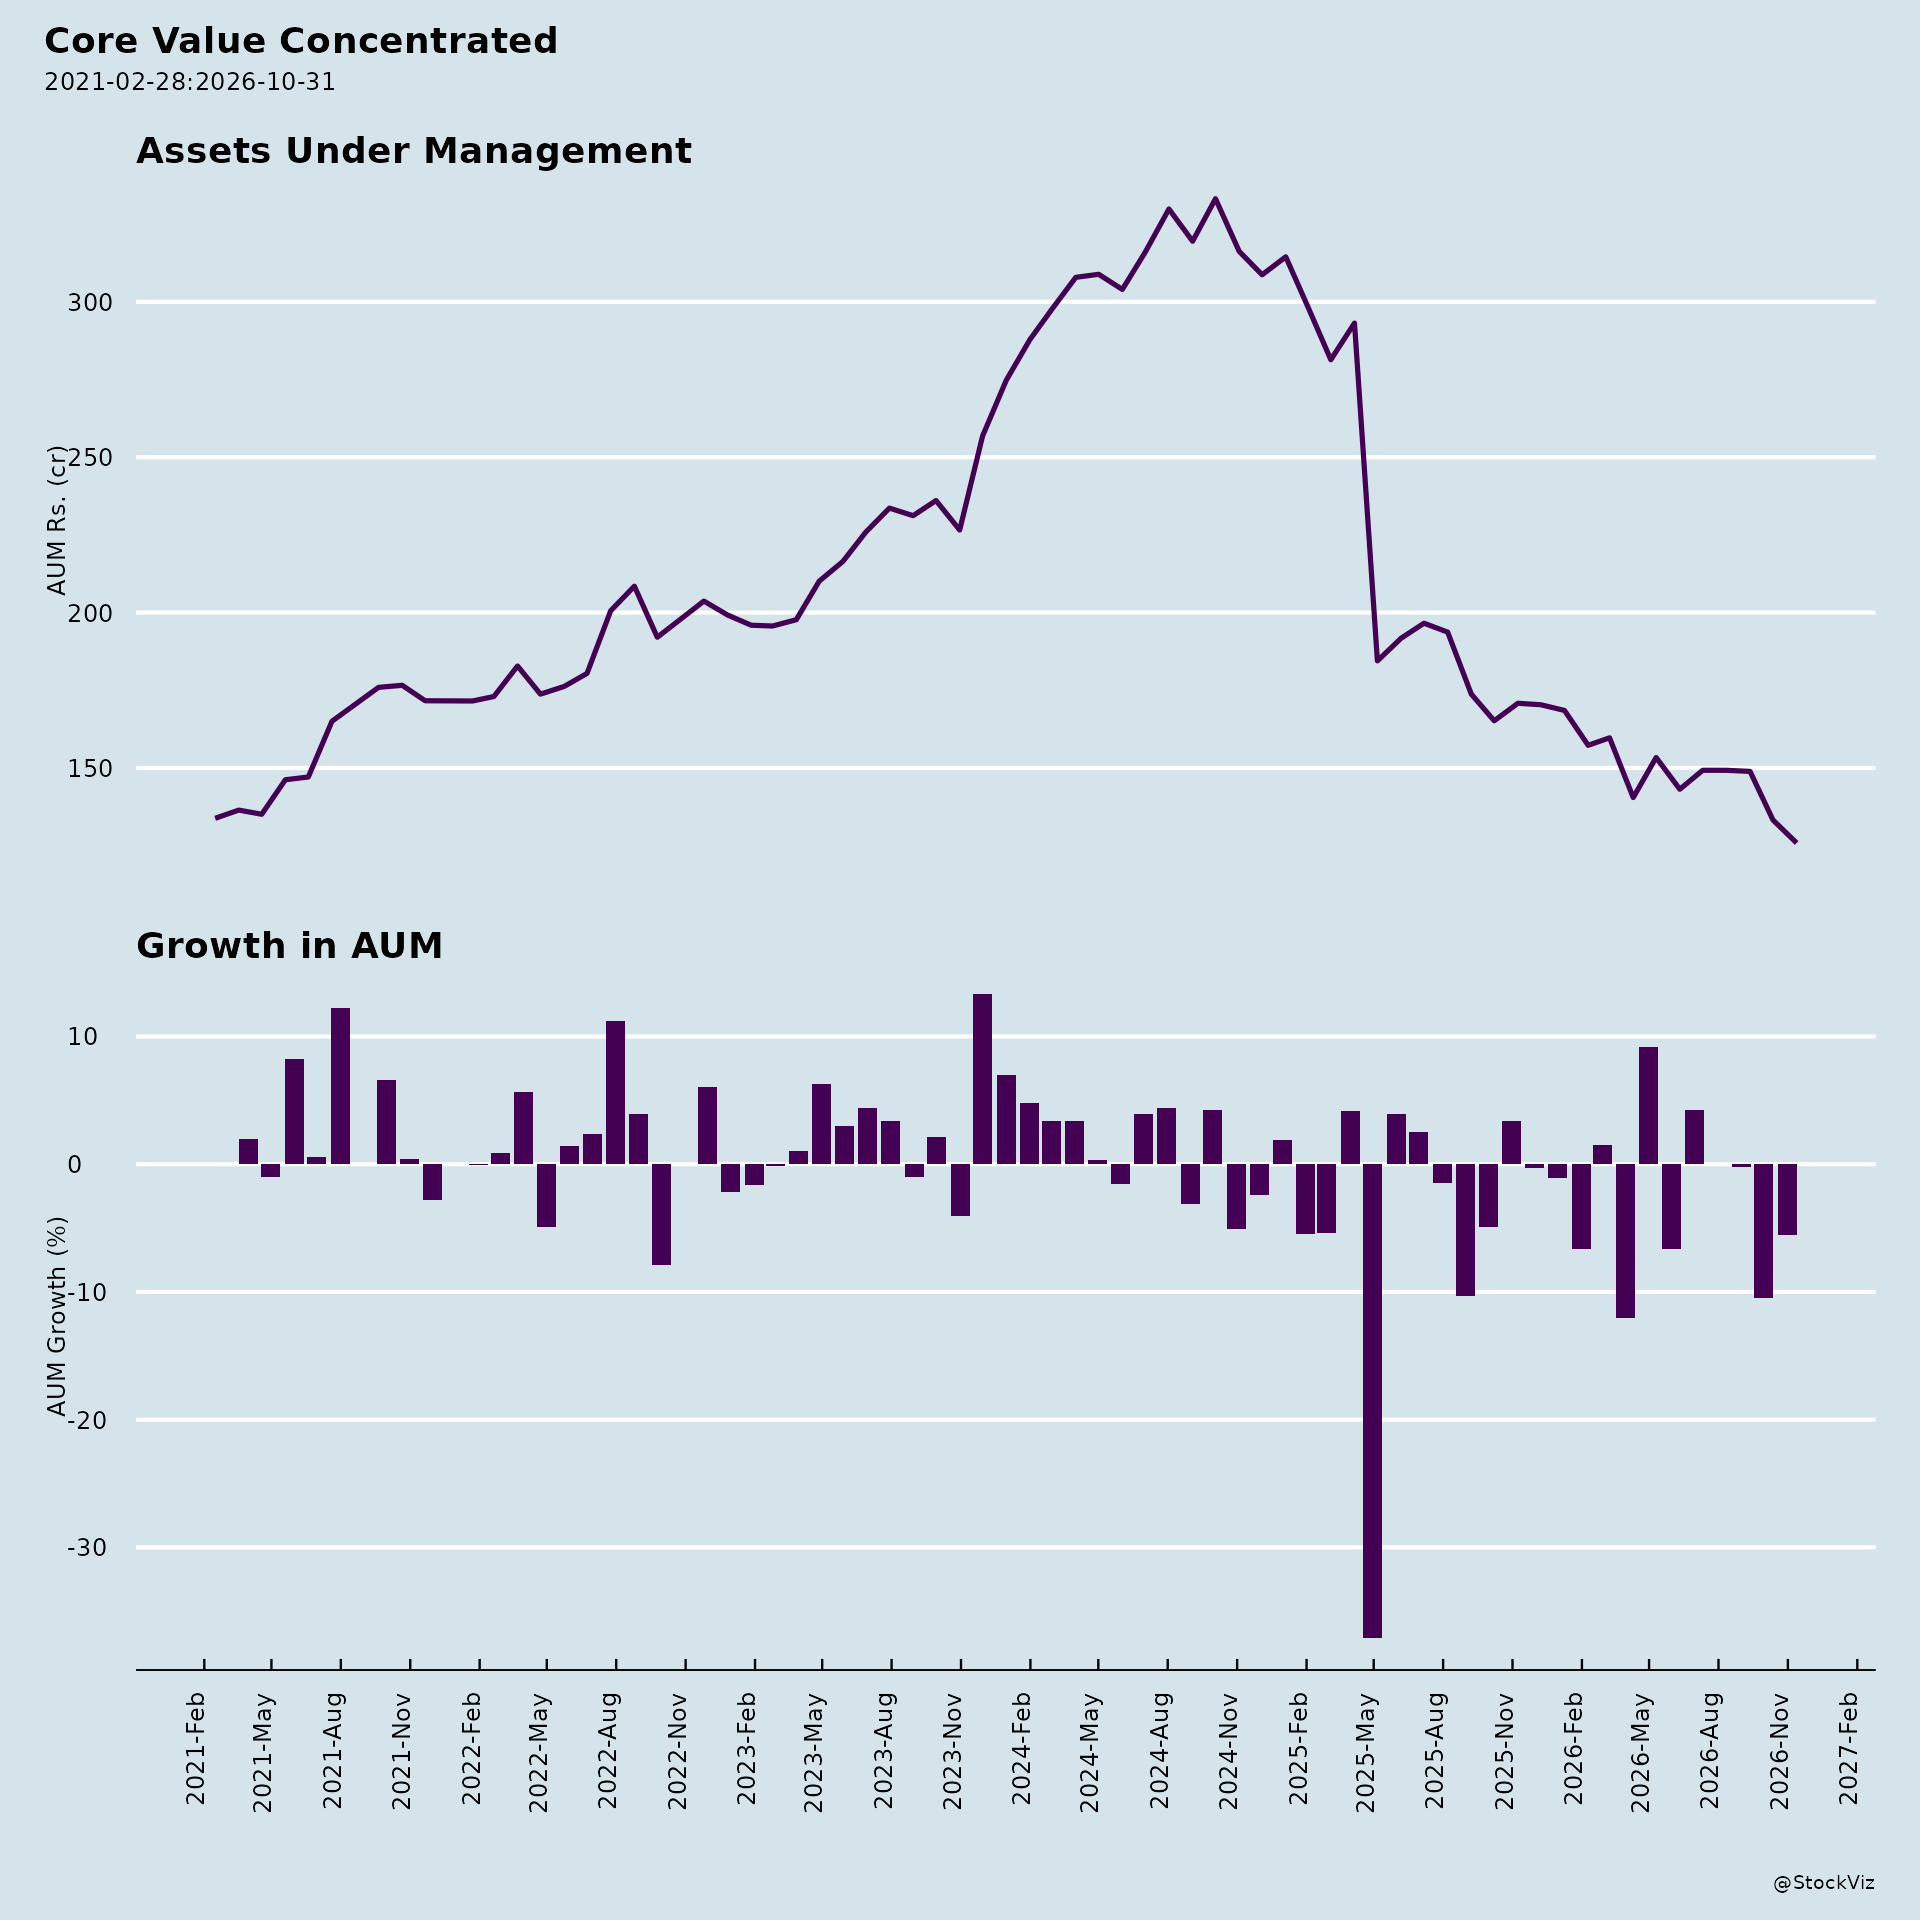 Core Value Concentrated
2021-02-28:2026-10-31
Assets Under Management
AUM Rs. (cr)
300
250
200
150
Growth in AUM
AUM Growth (%)
10
0
-10
-20
-30
2021-Feb
2021-May
2021-Aug
2021-Nov
2022-Feb
2022-May
2022-Aug
2022-Nov
2023-Feb
2023-May
2023-Aug
2023-Nov
2024-Feb
2024-May
2024-Aug
2024-Nov
2025-Feb
2025-May
2025-Aug
2025-Nov
2026-Feb
2026-May
2026-Aug
2026-Nov
2027-Feb
@StockViz